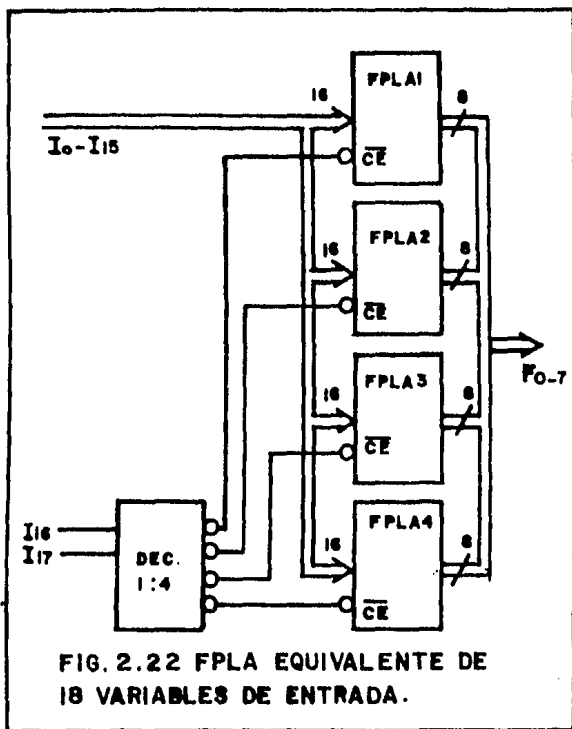 FPLA1
16
8
I0-I15
CE
FPLA2
16
8
CE
FPLA3
16
8
F0-7
CE
FPLA4
16
8
I16
I17
DEC.
1:4
CE
FIG. 2.22 FPLA EQUIVALENTE DE
18 VARIABLES DE ENTRADA.